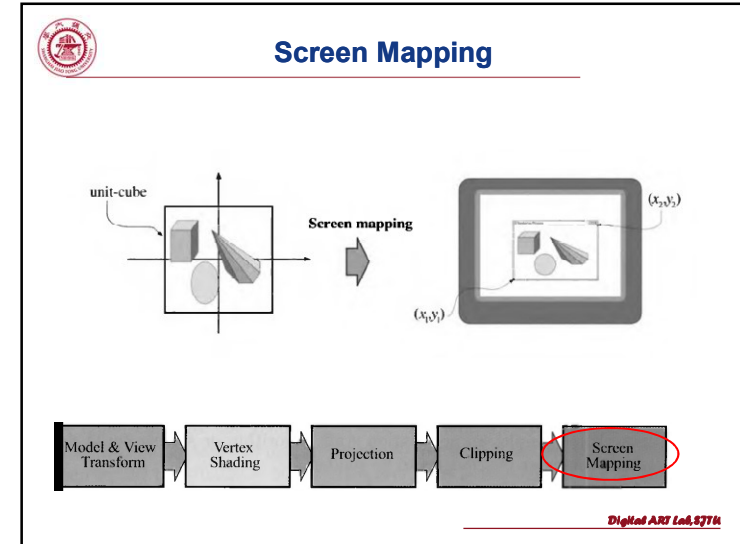 Screen Mapping
unit-cube
Screen mapping
(x₂,y₂)
(x₁,y₁)
Model & View
Transform
Vertex
Shading
Projection
Clipping
Screen
Mapping
Digital ART Lab,SJTU